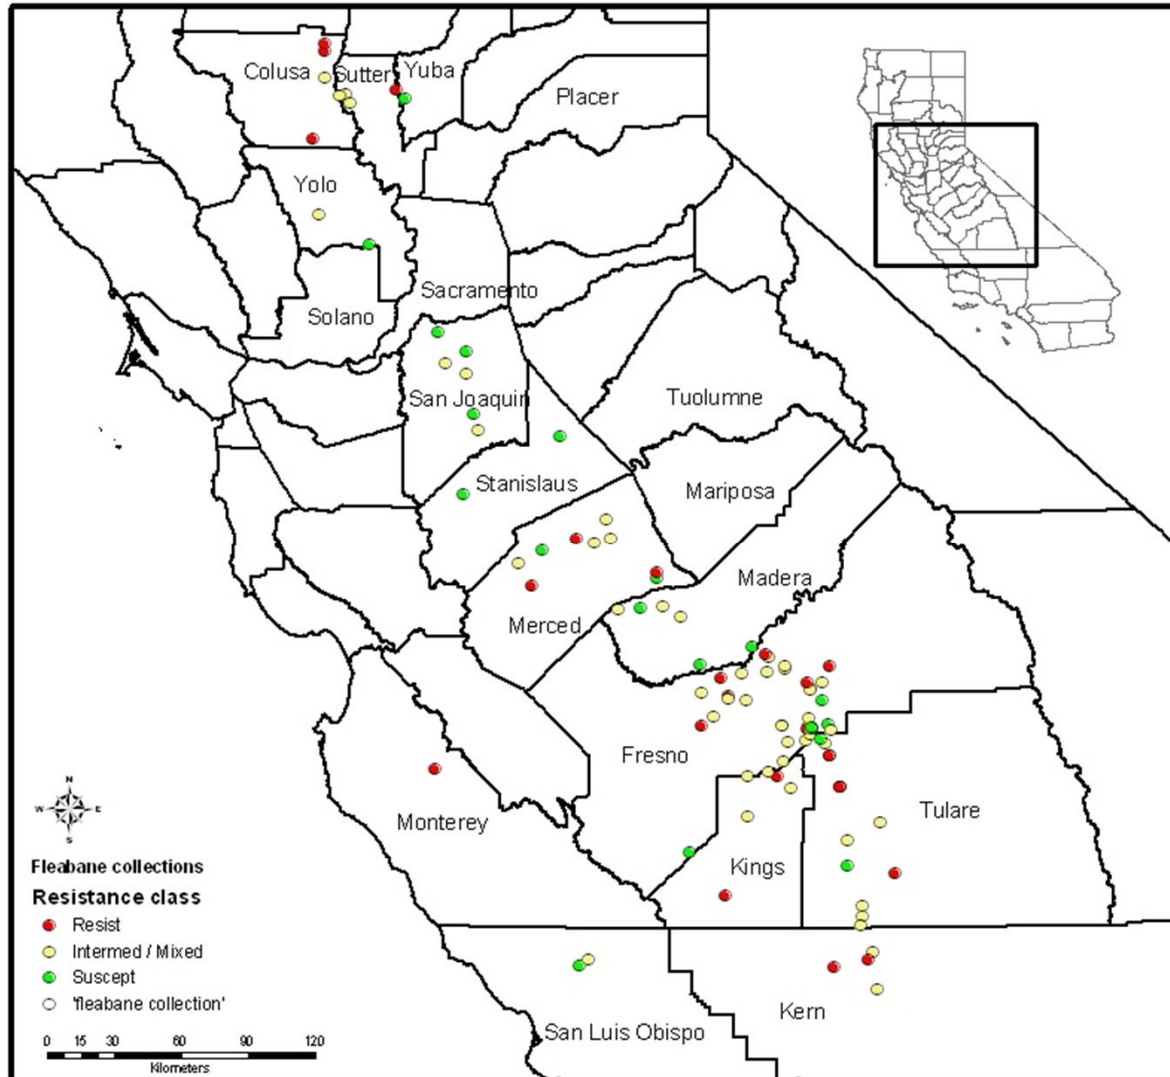 Colusa
Sutter
Yuba
Placer
Yolo
Sacramento
Solano
San Joaquin
Tuolumne
Stanislaus
Mariposa
Madera
Merced
Fresno
Monterey
Tulare
Kings
Kern
San Luis Obispo
N
W
E
S
Fleabane collections
Resistance class
Resist
Intermed / Mixed
Suscept
'fleabane collection'
0 15 30 60 90 120
Kilometers